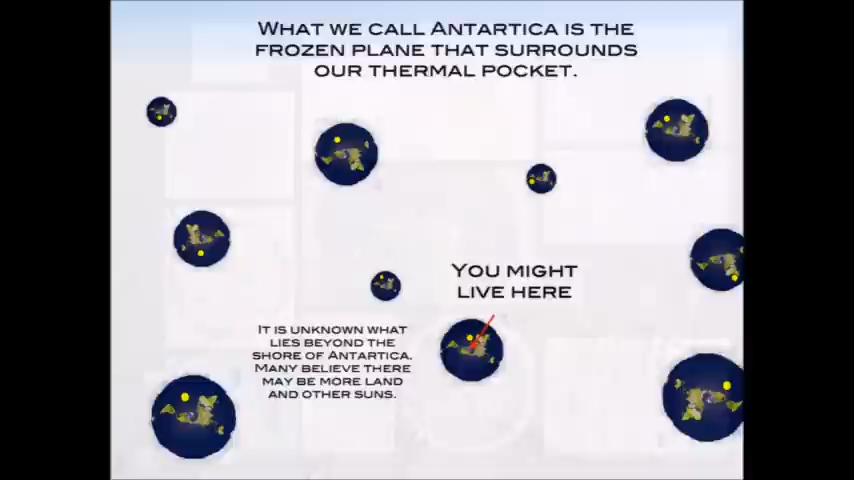 What we call Antartica is the
frozen plane that surrounds
our thermal pocket.
You might
live here
It is unknown what
lies beyond the
shore of Antartica.
Many believe there
may be more land
and other suns.